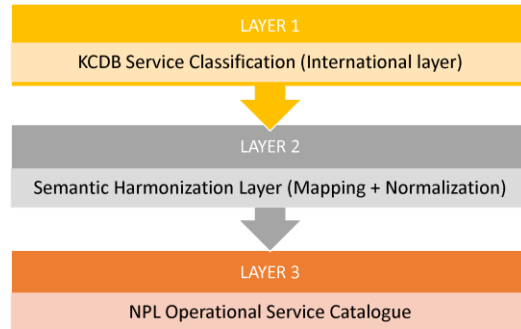 LAYER 1
KCDB Service Classification (International layer)
LAYER 2
Semantic Harmonization Layer (Mapping + Normalization)
LAYER 3
NPL Operational Service Catalogue